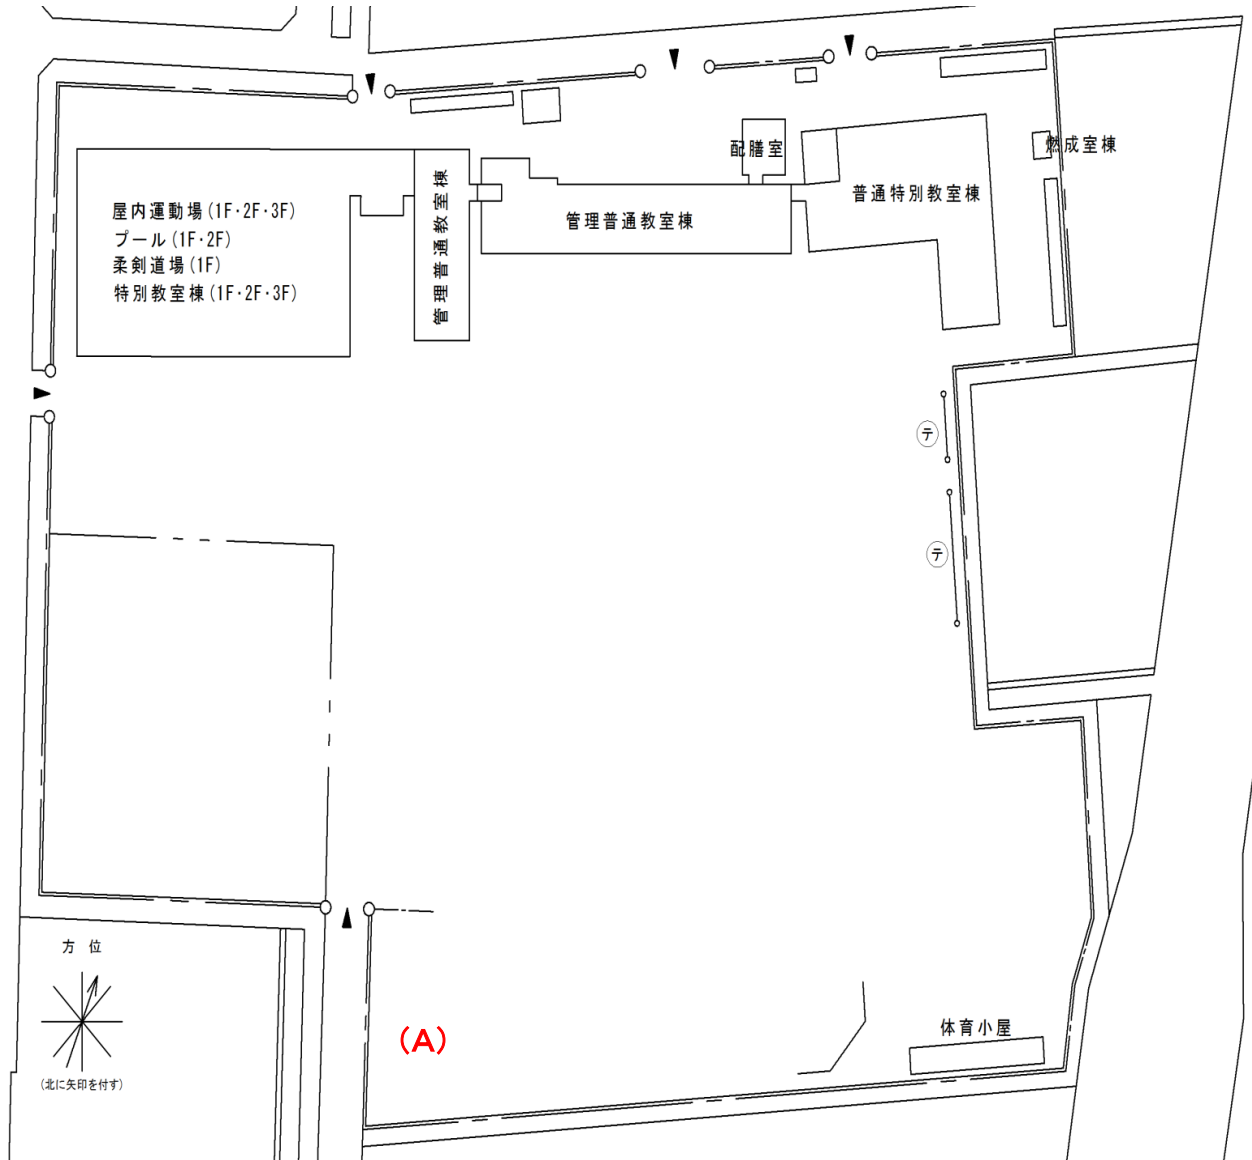 配膳室
燃成室棟
管理普通教室棟
普通特別教室棟
屋内運動場(1F・2F・3F)
プール(1F・2F)
柔剣道場(1F)
特別教室棟(1F・2F・3F)
管理普通教室棟
テ
テ
方 位
(北に矢印を付す)
(A)
体育小屋